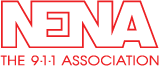 NENA
THE 9-1-1 ASSOCIATION